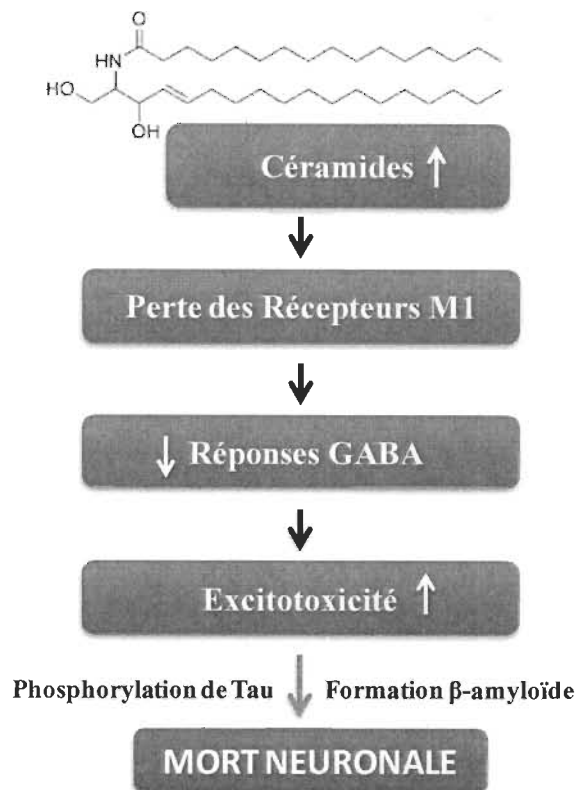 O
HN
HO
OH
Céramides ↑
Perte des Récepteurs M1
↓ Réponses GABA
Excitotoxicité ↑
Phosphorylation de Tau Formation β-amyloïde
MORT NEURONALE